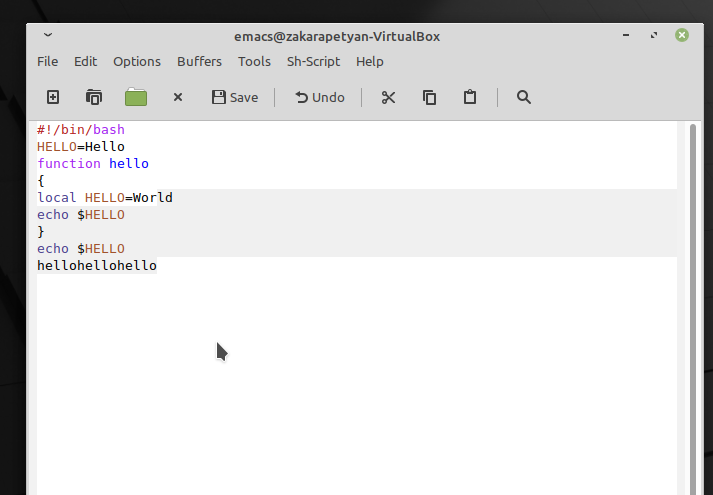 emacs@zakarapetyan-VirtualBox
File Edit Options Buffers Tools Sh-Script Help
Save Undo
#!/bin/bash
HELLO=Hello
function hello
{
local HELLO=World
echo $HELLO
}
echo $HELLO
hellohellohello